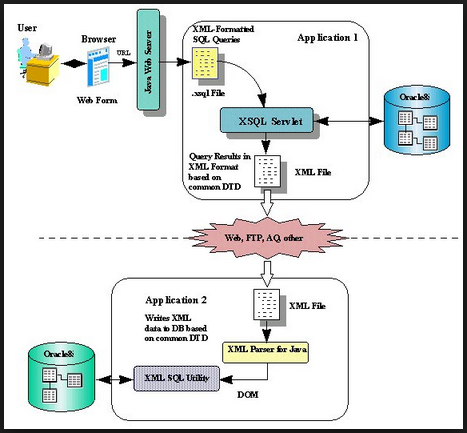 User
Browser
URL
Web Form
Java Web Server
XML-Formatted
SQL Queries
.xsql File
Application 1
XSQL Servlet
Oracle8i
Query Results in
XML Format
based on
common DTD
XML File
Web, FTP, AQ, other
Application 2
XML File
Writes XML
data to DB based
on common DTD
Oracle8i
XML Parser for Java
XML SQL Utility
DOM